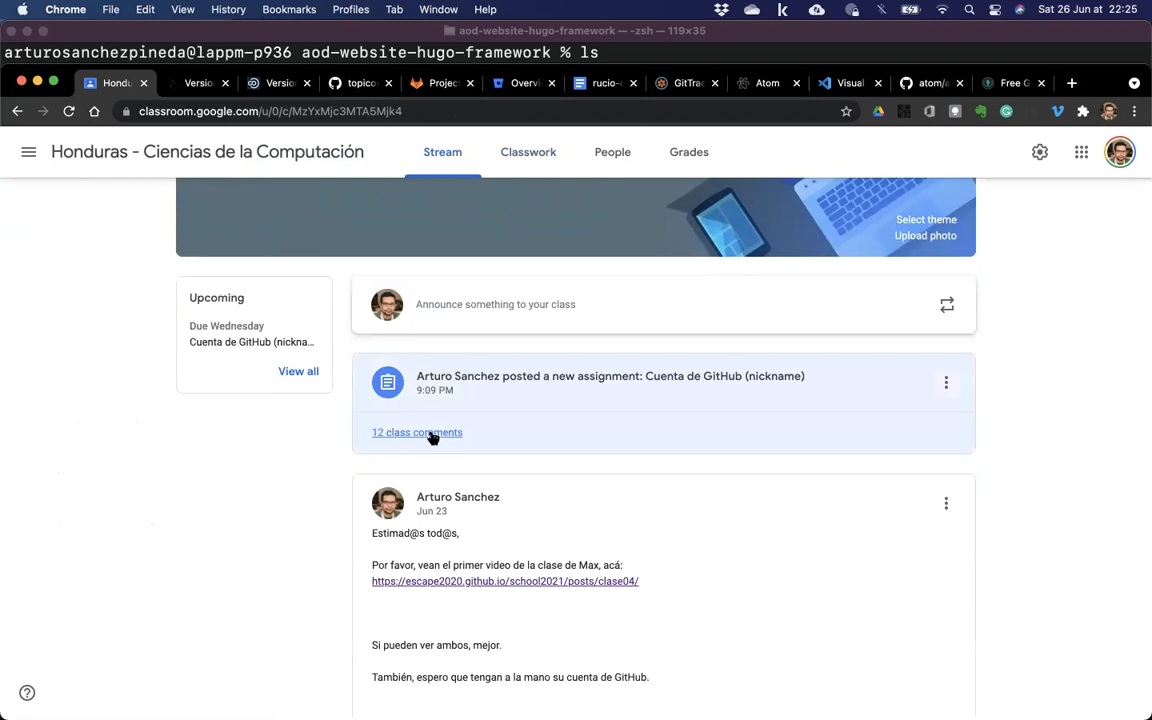 Chrome File Edit View History Bookmarks Profiles Tab Window Help Sat 26 Jun at 22:25
aod-website-hugo-framework — -zsh — 119×35
arturosanchezpineda@lappm-p936 aod-website-hugo-framework % ls
Hondu Versio Version topico Projec Overvi rucio- GitTra Atom Visual atom/a Free G
classroom.google.com/u/0/c/MzYxMjc3MTA5Mjk4
Honduras - Ciencias de la Computación Stream Classwork People Grades
Select theme
Upload photo
Upcoming
Due Wednesday
Cuenta de GitHub (nickna...
View all
Announce something to your class
Arturo Sanchez posted a new assignment: Cuenta de GitHub (nickname)
9:09 PM
12 class comments
Arturo Sanchez
Jun 23
Estimad@s tod@s,
Por favor, vean el primer video de la clase de Max, acá:
https://escape2020.github.io/school2021/posts/clase04/
Si pueden ver ambos, mejor.
También, espero que tengan a la mano su cuenta de GitHub.